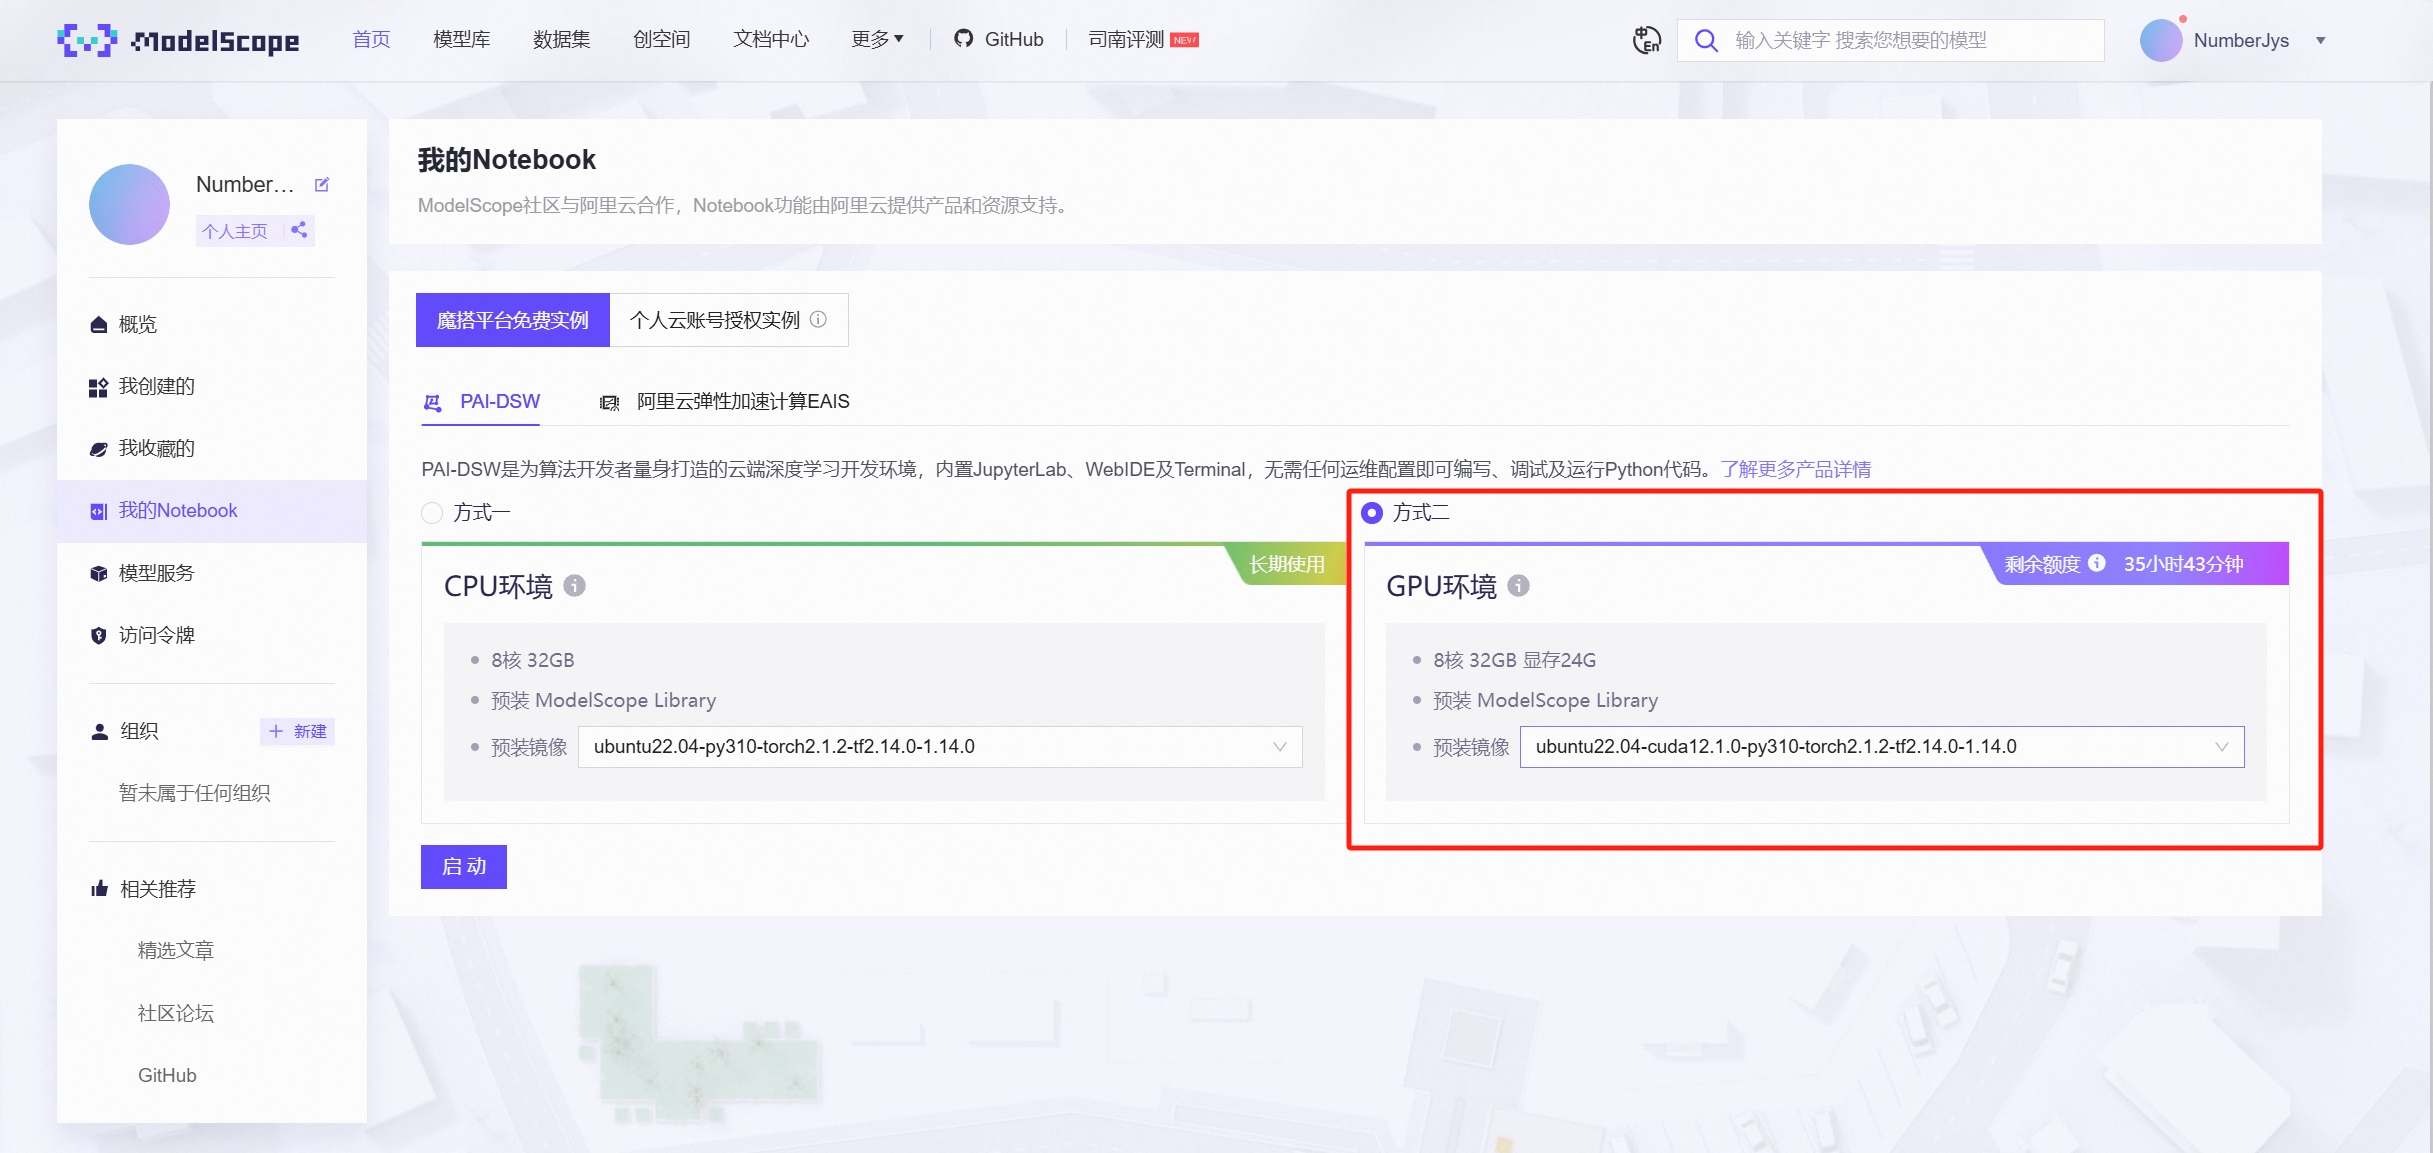 ModelScope
首页
模型库
数据集
创空间
文档中心
更多
GitHub
司南评测 NEW
中 En
输入关键字 搜索您想要的模型
NumberJys
Number...
个人主页
概览
我创建的
我收藏的
我的Notebook
模型服务
访问令牌
组织
新建
暂未属于任何组织
相关推荐
精选文章
社区论坛
GitHub
我的Notebook
ModelScope社区与阿里云合作，Notebook功能由阿里云提供产品和资源支持。
魔搭平台免费实例
个人云账号授权实例
PAI-DSW
阿里云弹性加速计算EAIS
PAI-DSW是为算法开发者量身打造的云端深度学习开发环境，内置JupyterLab、WebIDE及Terminal，无需任何运维配置即可编写、调试及运行Python代码。了解更多产品详情
方式一
长期使用
CPU环境
8核 32GB
预装 ModelScope Library
预装镜像 ubuntu22.04-py310-torch2.1.2-tf2.14.0-1.14.0
方式二
剩余额度 35小时43分钟
GPU环境
8核 32GB 显存24G
预装 ModelScope Library
预装镜像 ubuntu22.04-cuda12.1.0-py310-torch2.1.2-tf2.14.0-1.14.0
启动